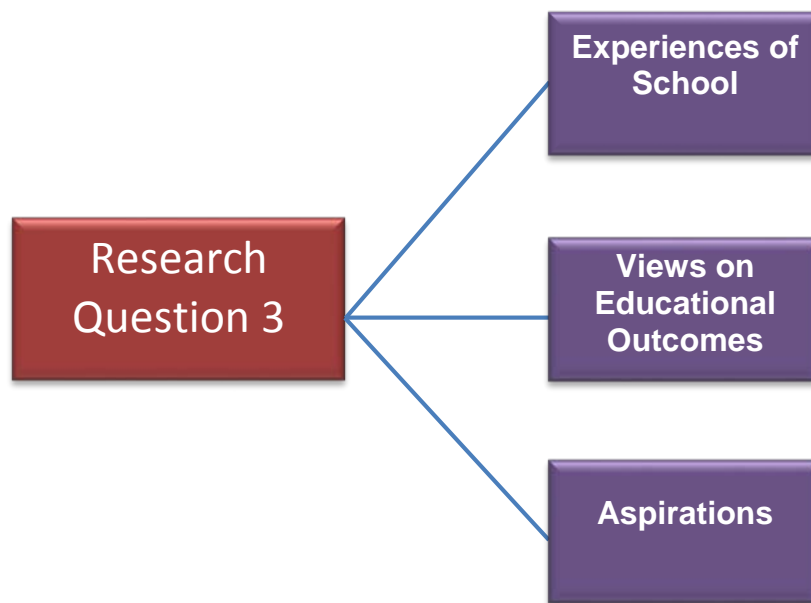 Experiences of
School
Research
Question 3
Views on
Educational
Outcomes
Aspirations